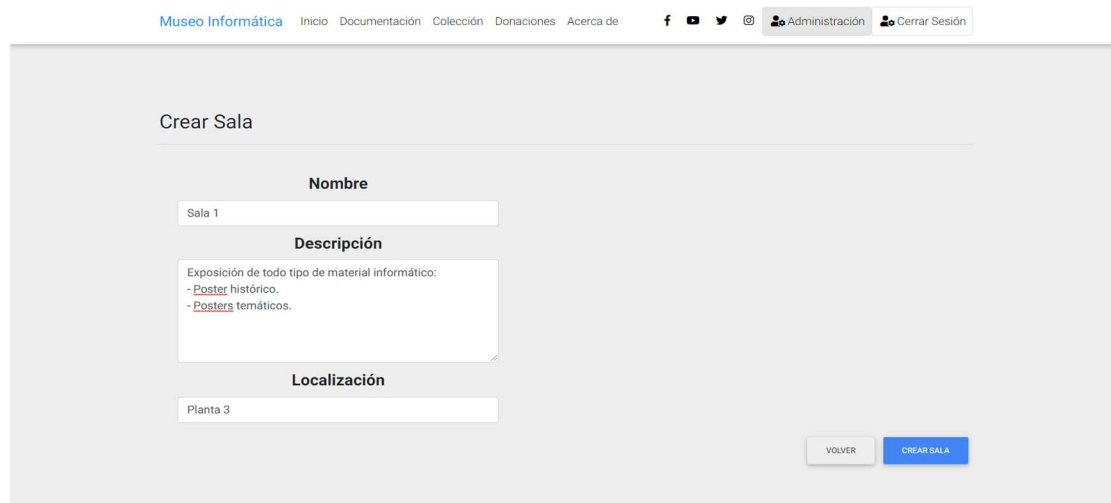 Museo Informática Inicio Documentación Colección Donaciones Acerca de Administración Cerrar Sesión
Crear Sala
Nombre
Sala 1
Descripción
Exposición de todo tipo de material informático:
- Poster histórico.
- Posters temáticos.
Localización
Planta 3
VOLVER CREAR SALA